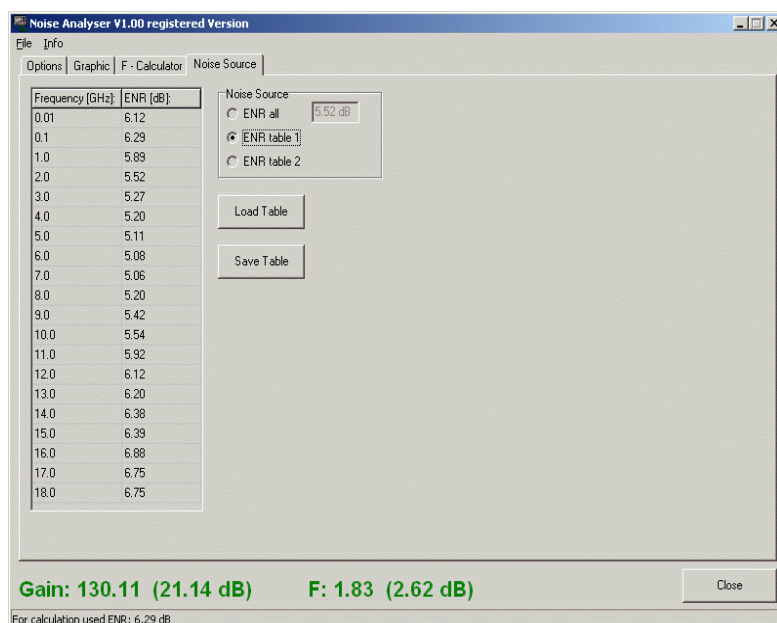 Noise Analyser V1.00 registered Version
File Info
Options Graphic F - Calculator Noise Source
Frequency [GHz]: ENR [dB]:
0.01 6.12
0.1 6.29
1.0 5.89
2.0 5.52
3.0 5.27
4.0 5.20
5.0 5.11
6.0 5.08
7.0 5.06
8.0 5.20
9.0 5.42
10.0 5.54
11.0 5.92
12.0 6.12
13.0 6.20
14.0 6.38
15.0 6.39
16.0 6.88
17.0 6.75
18.0 6.75
Noise Source
ENR all 5.52 dB
ENR table 1
ENR table 2
Load Table
Save Table
Gain: 130.11 (21.14 dB) F: 1.83 (2.62 dB)
Close
For calculation used ENR: 6.29 dB